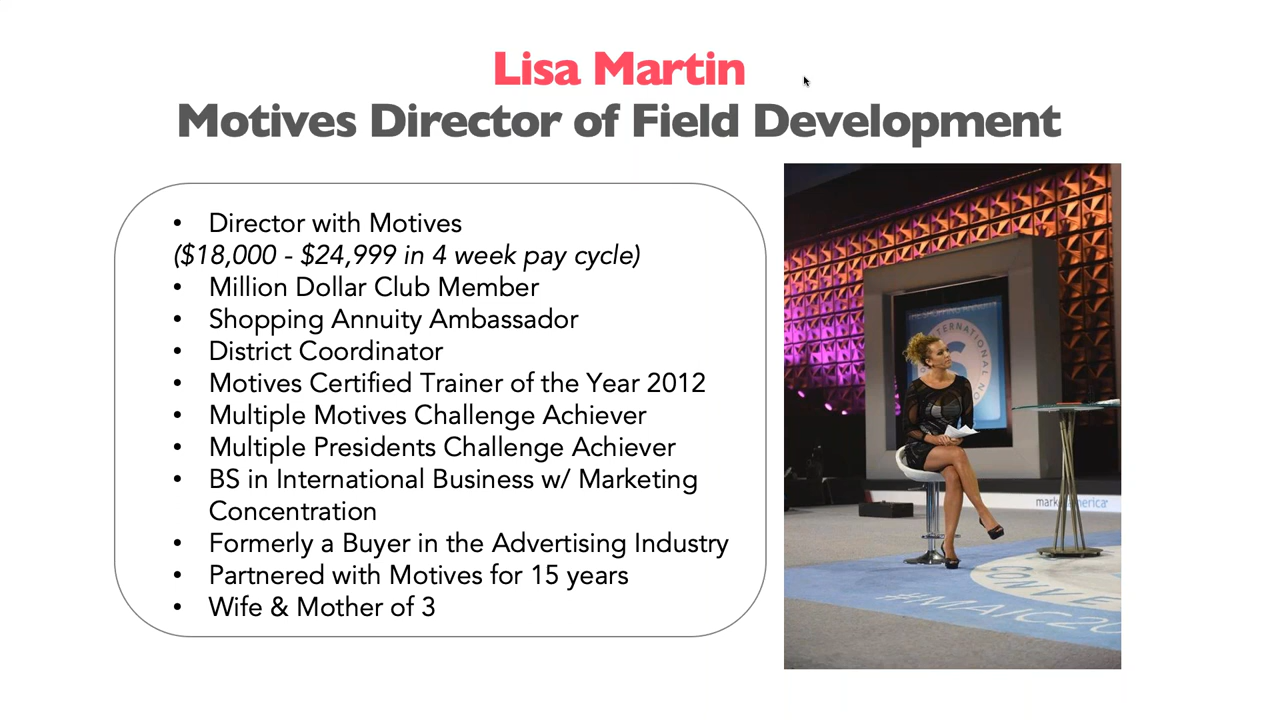 Lisa Martin
Motives Director of Field Development
• Director with Motives
($18,000 - $24,999 in 4 week pay cycle)
• Million Dollar Club Member
• Shopping Annuity Ambassador
• District Coordinator
• Motives Certified Trainer of the Year 2012
• Multiple Motives Challenge Achiever
• Multiple Presidents Challenge Achiever
• BS in International Business w/ Marketing
Concentration
• Formerly a Buyer in the Advertising Industry
• Partnered with Motives for 15 years
• Wife & Mother of 3
CONVE
#MAIC20